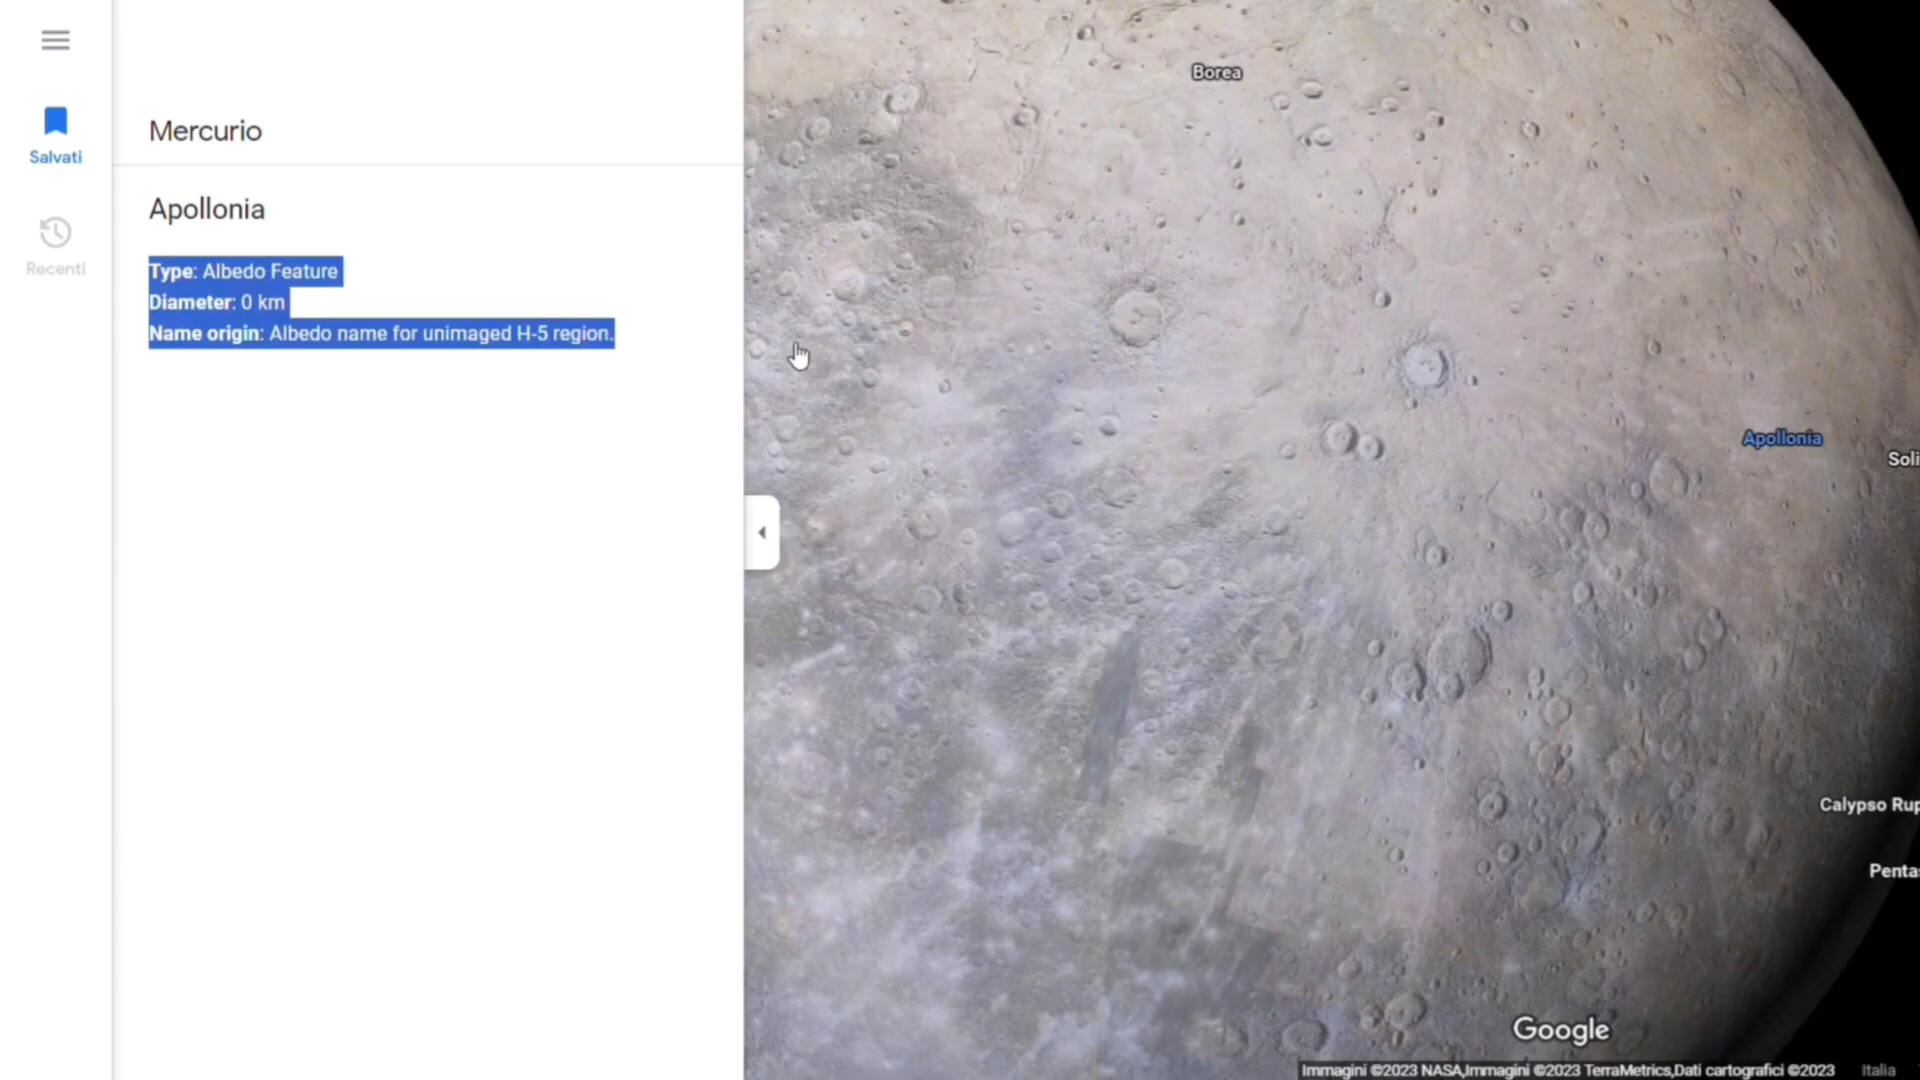 Salvati
Recenti
Mercurio
Apollonia
Type: Albedo Feature
Diameter: 0 km
Name origin: Albedo name for unimaged H-5 region.
Borea
Apollonia
Soli
Calypso Rup
Pentas
Google
Immagini ©2023 NASA,Immagini ©2023 TerraMetrics,Dati cartografici ©2023 Italia